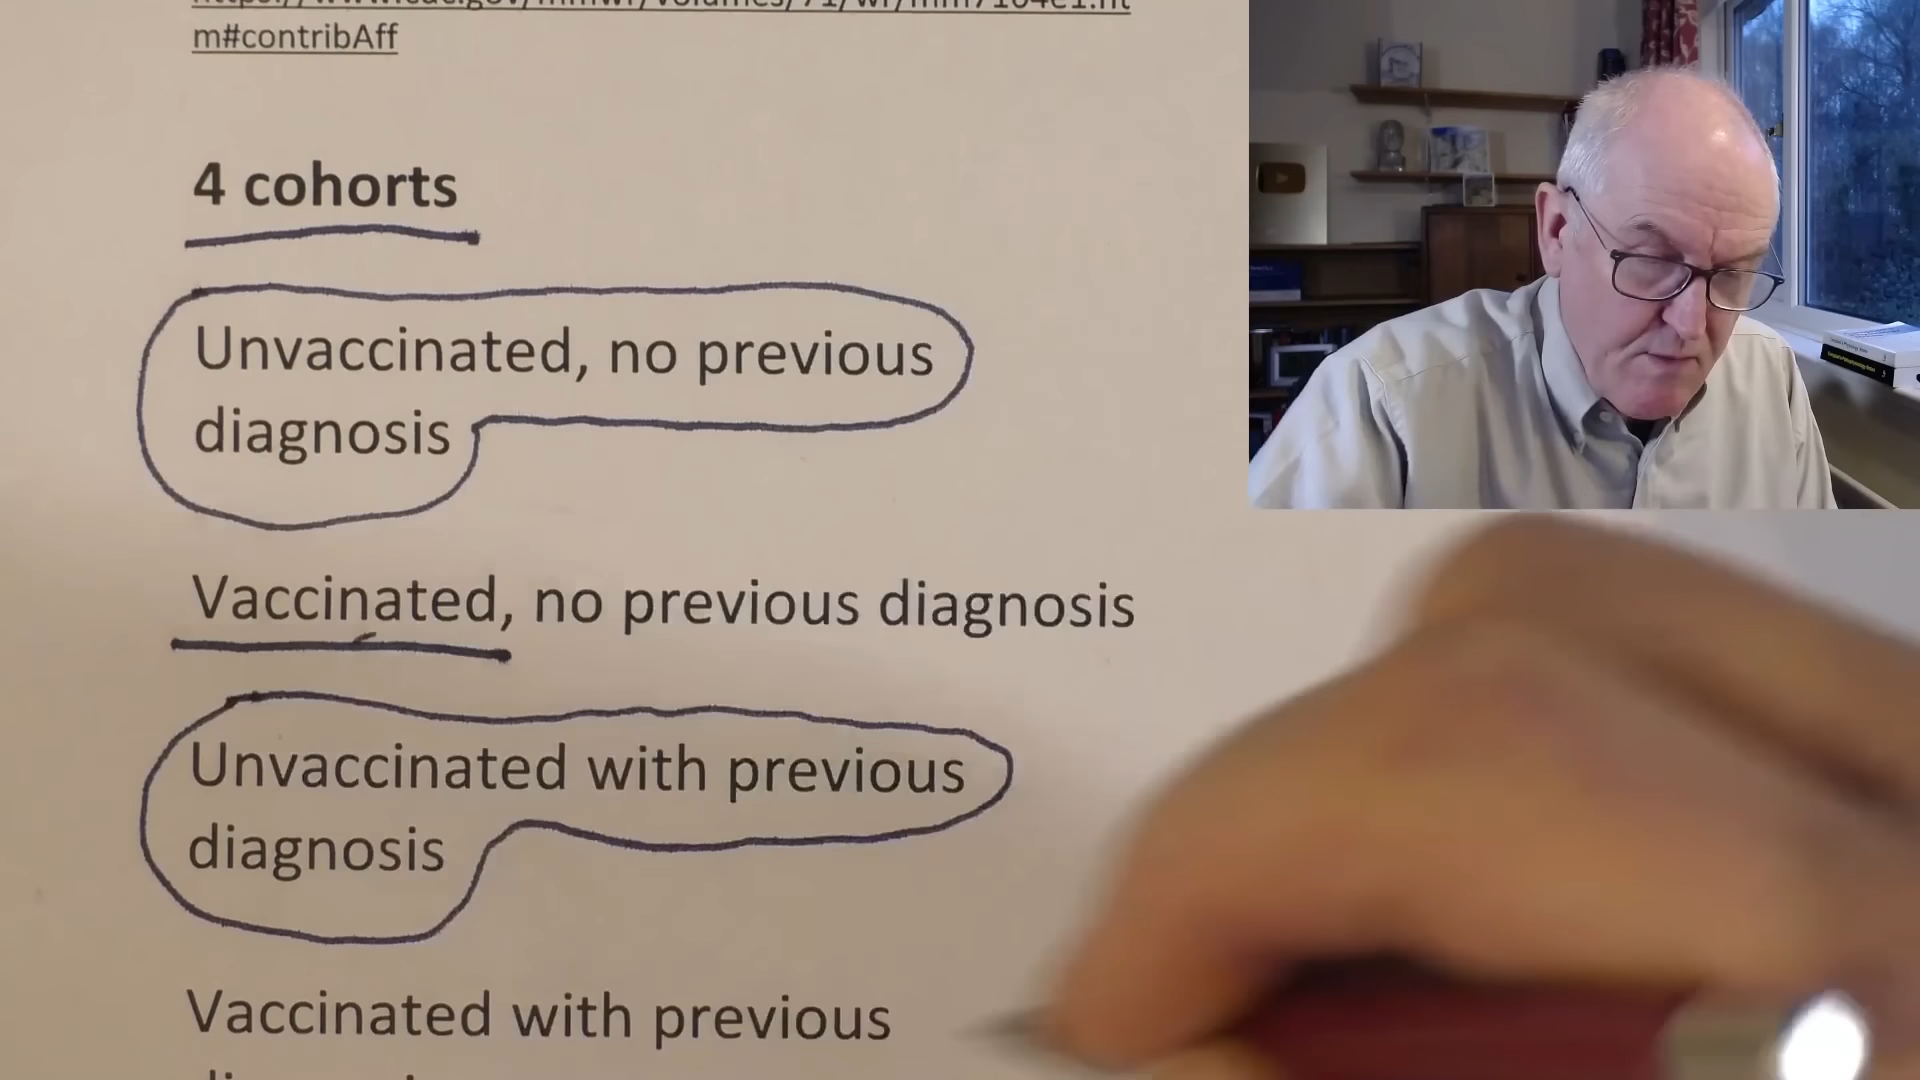 m#contribAff
4 cohorts
Unvaccinated, no previous
diagnosis
Vaccinated, no previous diagnosis
Unvaccinated with previous
diagnosis
Vaccinated with previous